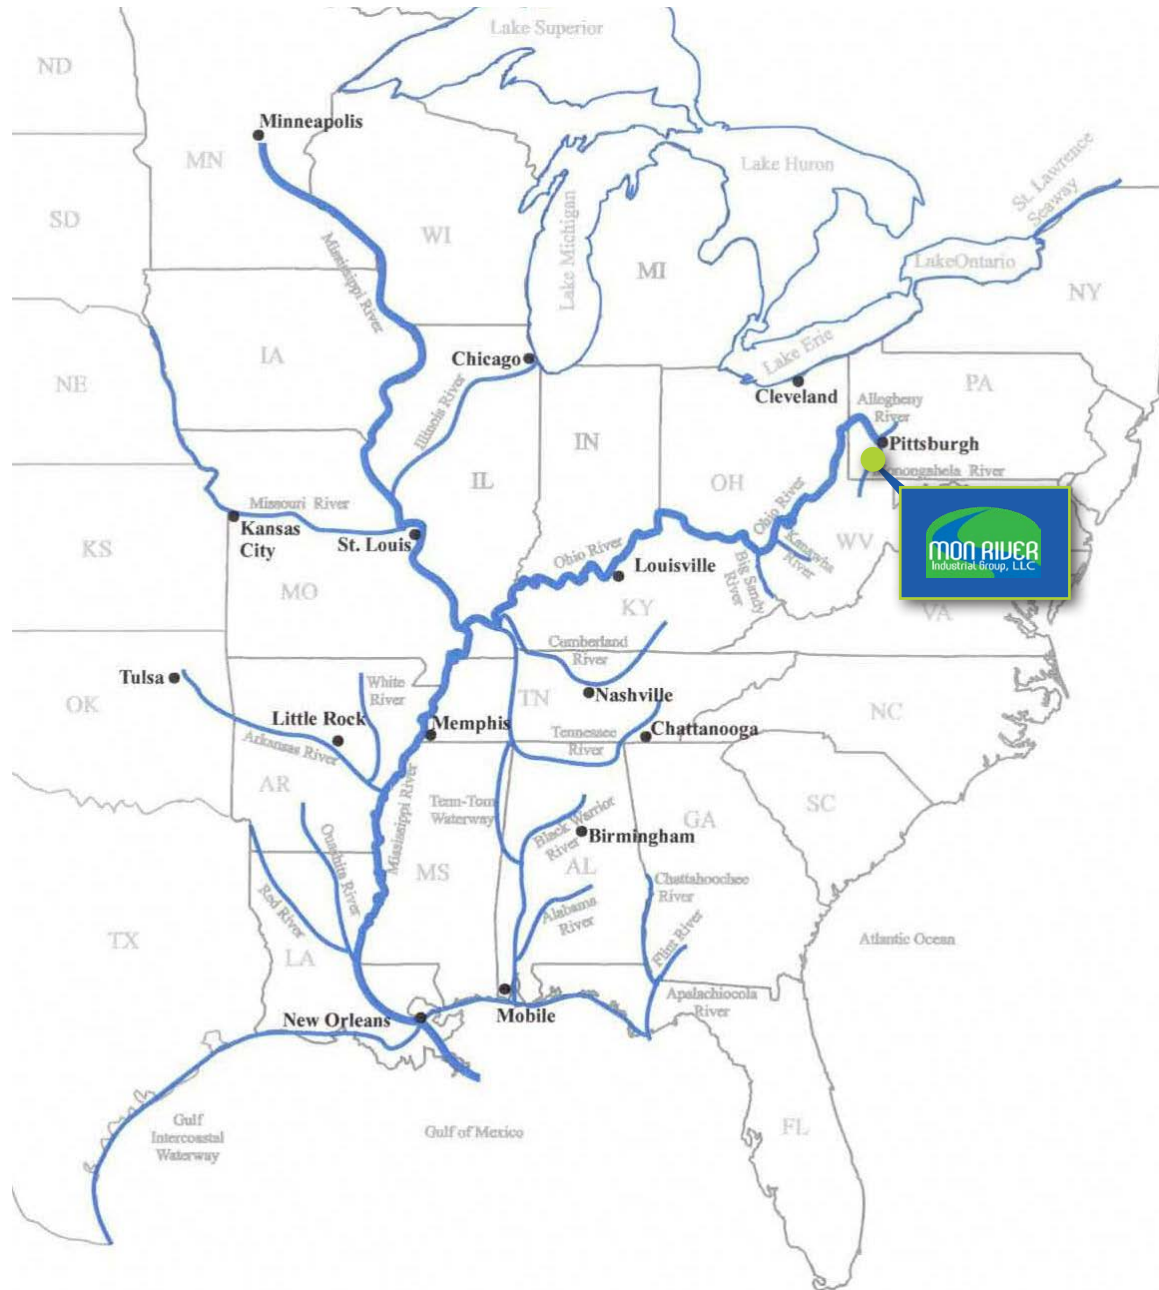 Lake Superior
ND
Minneapolis
MN
Lake Huron
St. Lawrence
Seaway
SD
WI
Mississippi River
Lake Michigan
MI
LakeOntario
NY
IA
Lake Erie
Chicago
NE
Illinois River
Cleveland
PA
Allegheny
River
IN
Pittsburgh
IL
OH
onongahela River
Missouri River
Kansas
City
St. Louis
Ohio River
Kanawha
River
WV
KS
Ohio River
Louisville
Big Sandy
River
MON RIVER
Industrial Group, LLC
MO
KY
VA
Cumberland
River
Tulsa
White
River
TN
Nashville
OK
Little Rock
Memphis
NC
Arkansas River
Tennessee
River
Chattanooga
AR
Mississippi River
Tenn-Tom
Waterway
SC
Black Warrior
River
Birmingham
GA
Ouachita River
MS
AL
Chattahoochee
River
Red River
Alabama
River
Flint River
TX
LA
Atlantic Ocean
Apalachiocola
River
New Orleans
Mobile
Gulf
Intercoastal
Waterway
Gulf of Mexico
FL